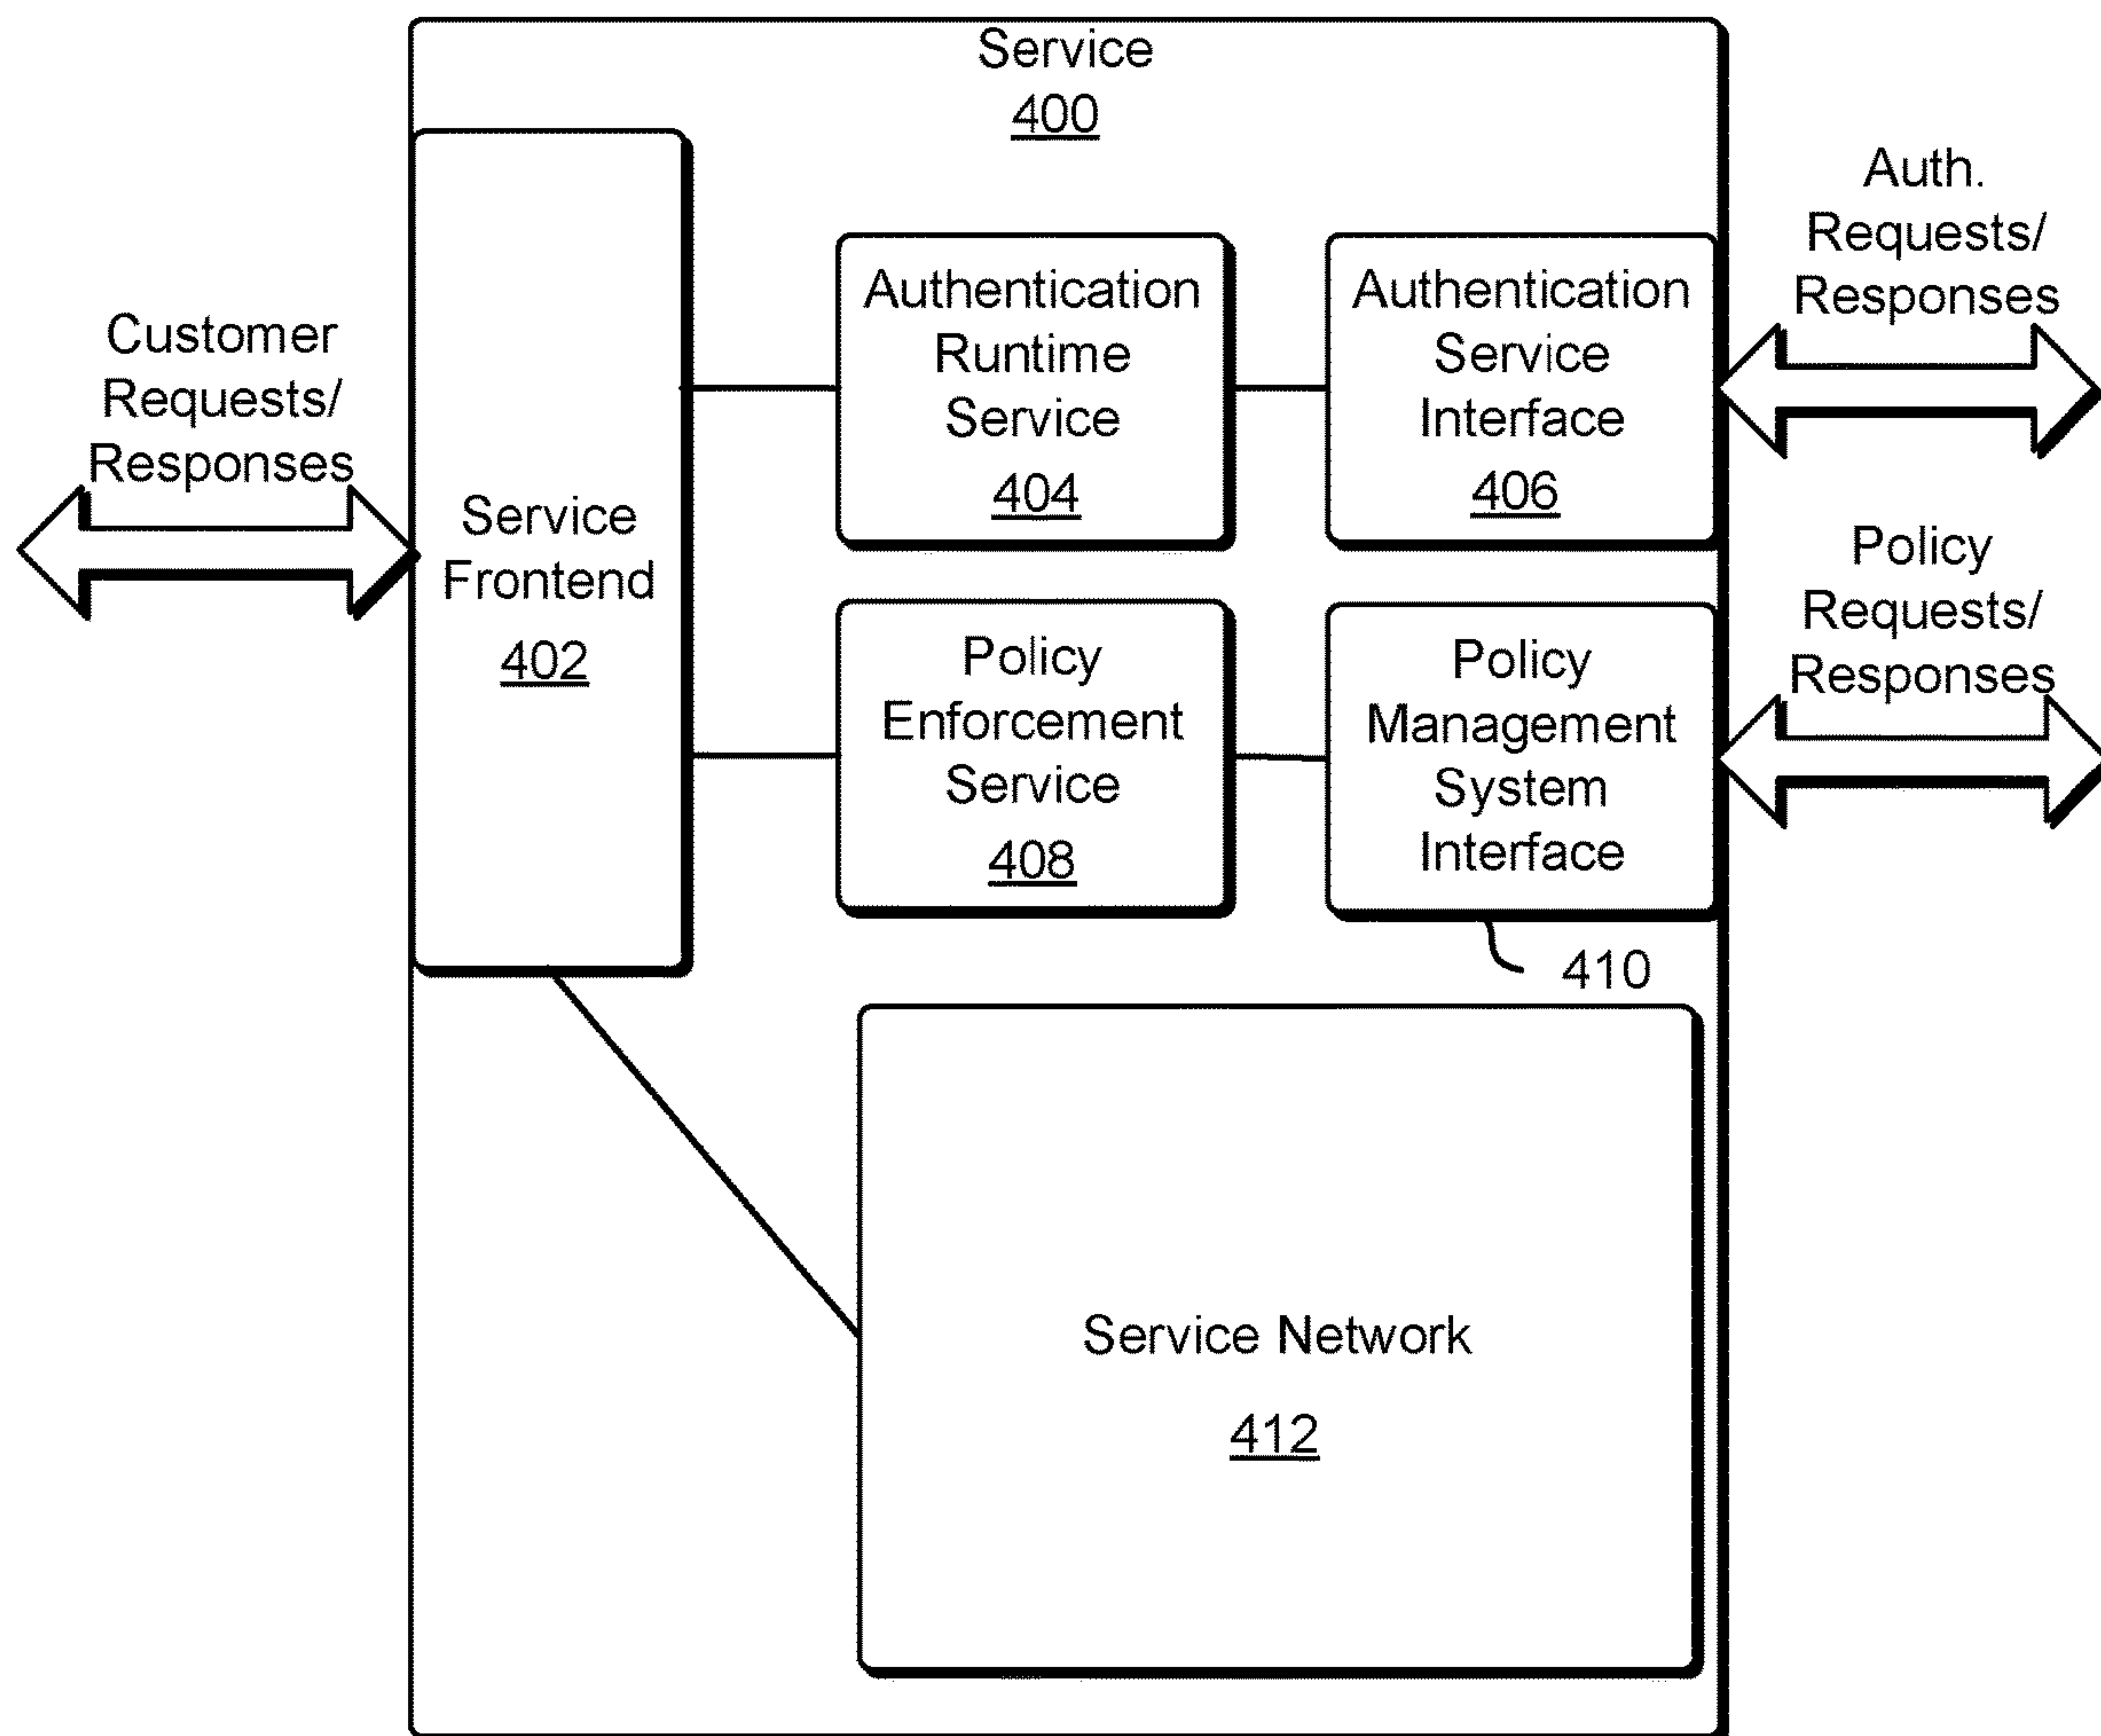 Service
400
Customer
Requests/
Responses
Service
Frontend
402
Authentication
Runtime
Service
404
Authentication
Service
Interface
406
Auth.
Requests/
Responses
Policy
Enforcement
Service
408
Policy
Management
System
Interface
410
Policy
Requests/
Responses
Service Network
412